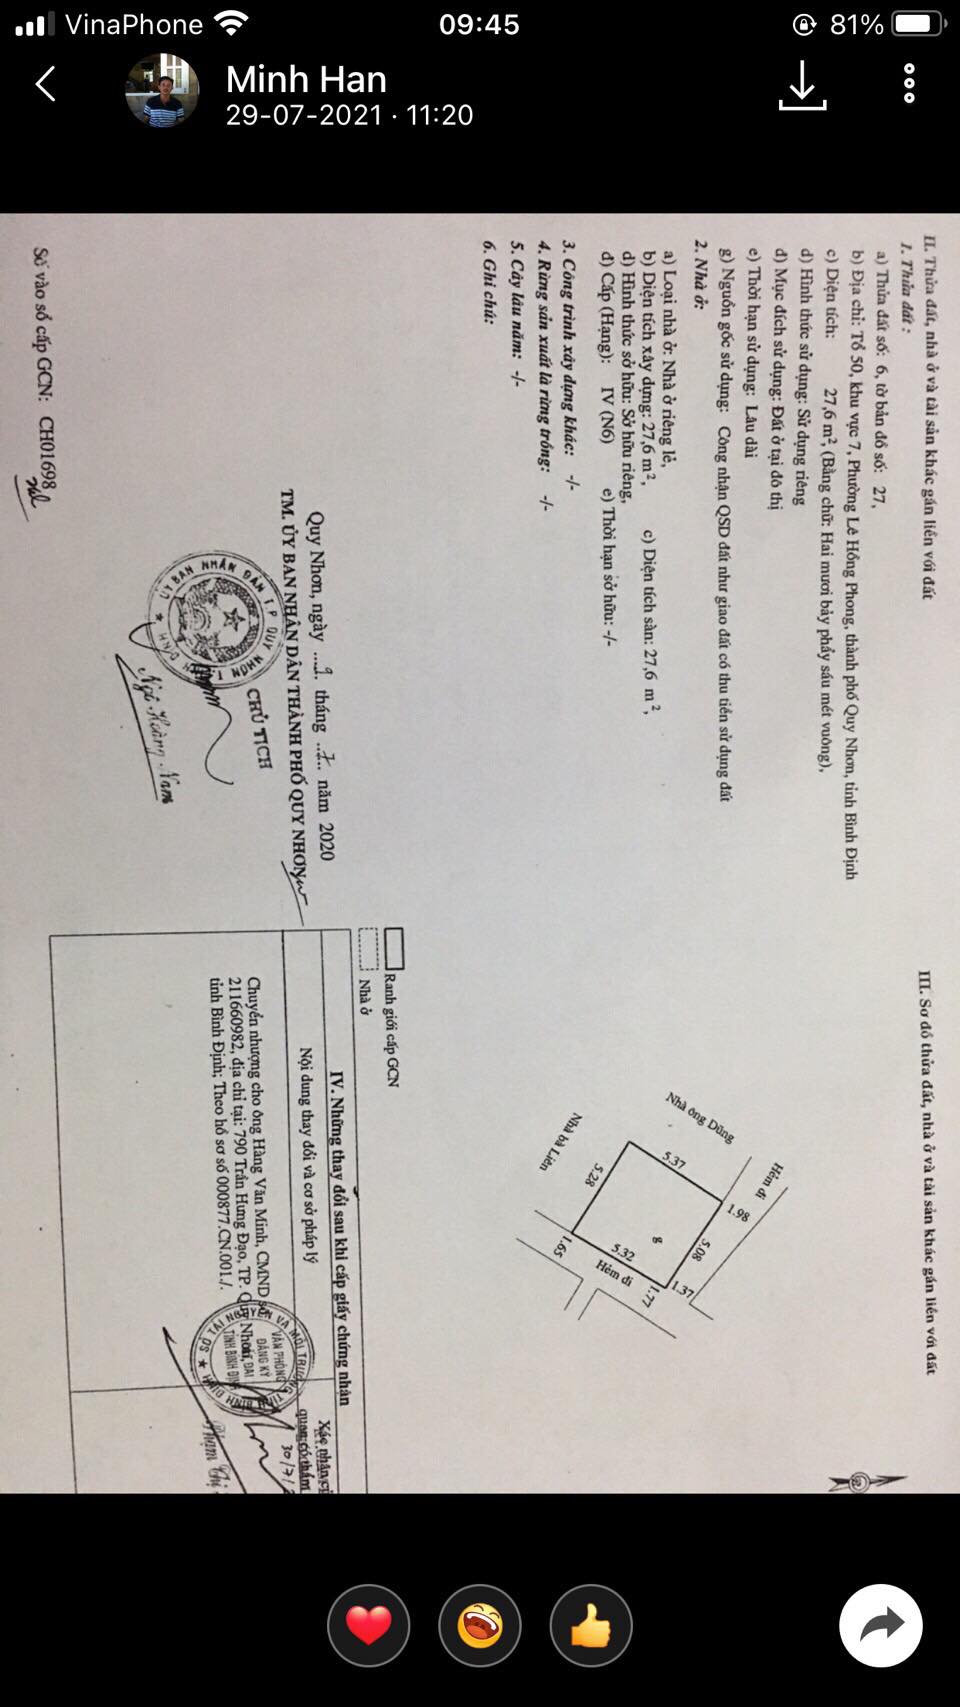 VinaPhone
09:45
81%
Minh Han
29-07-2021 · 11:20
II. Thửa đất, nhà ở và tài sản khác gắn liền với đất
1. Thửa đất :
a) Thửa đất số: 6, tờ bản đồ số: 27,
b) Địa chỉ: Tổ 50, khu vực 7, Phường Lê Hồng Phong, thành phố Quy Nhơn, tỉnh Bình Định
c) Diện tích: 27,6 m², (Bằng chữ: Hai mươi bảy phẩy sáu mét vuông),
d) Hình thức sử dụng: Sử dụng riêng
đ) Mục đích sử dụng: Đất ở tại đô thị
e) Thời hạn sử dụng: Lâu dài
g) Nguồn gốc sử dụng: Công nhận QSD đất như giao đất có thu tiền sử dụng đất
2. Nhà ở:
a) Loại nhà ở: Nhà ở riêng lẻ,
b) Diện tích xây dựng: 27,6 m², c) Diện tích sàn: 27,6 m²,
d) Hình thức sở hữu: Sở hữu riêng,
đ) Cấp (Hạng): IV (N6) e) Thời hạn sở hữu: -/-
3. Công trình xây dựng khác: -/-
4. Rừng sản xuất là rừng trồng: -/-
5. Cây lâu năm: -/-
6. Ghi chú:
Quy Nhơn, ngày ...9.. tháng ..7... năm 2020
TM. ỦY BAN NHÂN DÂN THÀNH PHỐ QUY NHƠN
CHỦ TỊCH
ỦY BAN NHÂN DÂN T.P QUY NHƠN
Ngô Hoàng Nam
Số vào sổ cấp GCN: CH01698
III. Sơ đồ thửa đất, nhà ở và tài sản khác gắn liền với đất
Hẻm đi
Nhà ông Dũng
1.98
5.37
5.08
1.37
Nhà bà Liên
5.28
5.32
1.77
Hẻm đi
1.65
Ranh giới cấp GCN
Nhà ở
IV. Những thay đổi sau khi cấp giấy chứng nhận
Nội dung thay đổi và cơ sở pháp lý
Xác nhận
quan có thẩm
Chuyển nhượng cho ông Hàng Văn Minh, CMND số
211660982, địa chỉ tại: 790 Trần Hưng Đạo, TP. Quy Nhơn,
tỉnh Bình Định; Theo hồ sơ số 000877.CN.001./.
SỞ TÀI NGUYÊN VÀ MÔI TRƯỜNG TỈNH BÌNH ĐỊNH
VĂN PHÒNG
ĐĂNG KÝ
ĐẤT ĐAI
TỈNH BÌNH ĐỊNH
30/7/
Phạm Thị